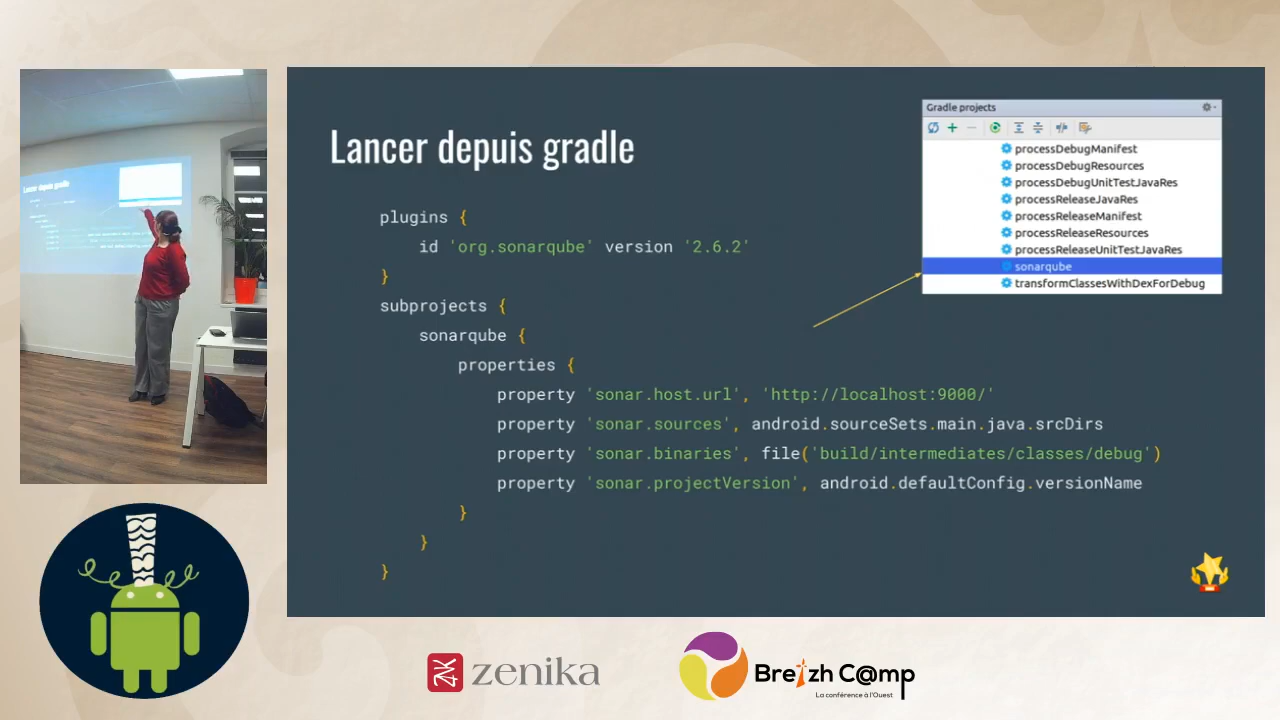 Lancer depuis gradle
plugins {
id 'org.sonarqube' version '2.6.2'
}
subprojects {
sonarqube {
properties {
property 'sonar.host.url', 'http://localhost:9000/'
property 'sonar.sources', android.sourceSets.main.java.srcDirs
property 'sonar.binaries', file('build/intermediates/classes/debug')
property 'sonar.projectVersion', android.defaultConfig.versionName
}
}
}
Gradle projects
processDebugManifest
processDebugResources
processDebugUnitTestJavaRes
processReleaseJavaRes
processReleaseManifest
processReleaseResources
processReleaseUnitTestJavaRes
sonarqube
transformClassesWithDexForDebug
Lancer depuis gradle
zenika
Breizh C@mp
La conférence à l'Ouest